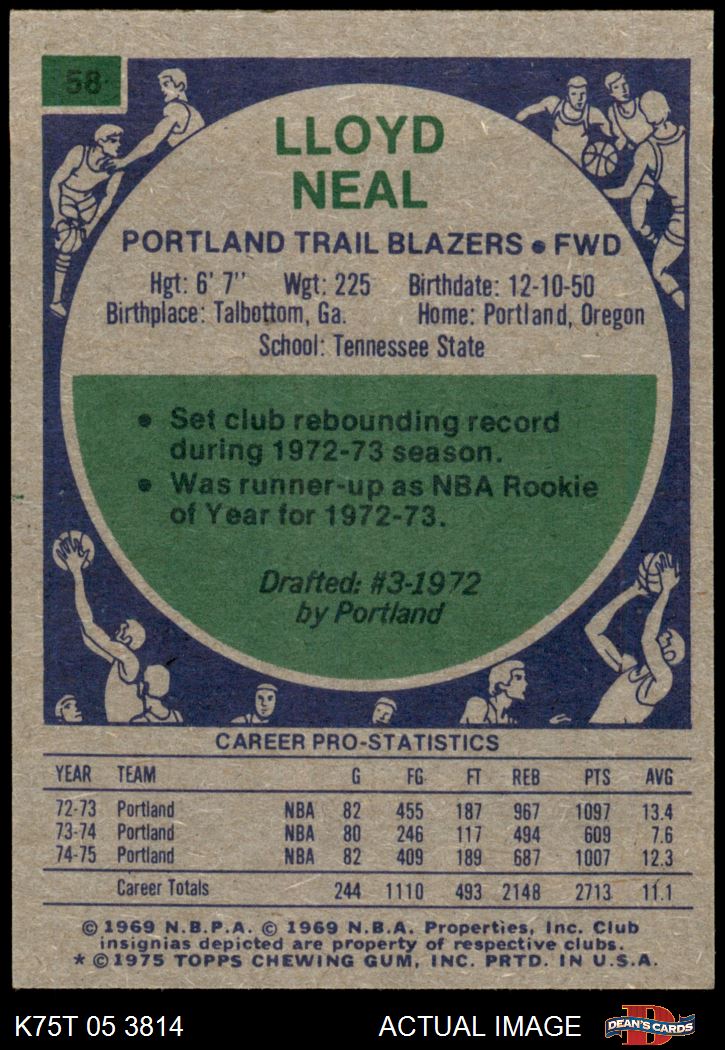 58
LLOYD
NEAL
PORTLAND TRAIL BLAZERS • FWD
Hgt: 6' 7" Wgt: 225 Birthdate: 12-10-50
Birthplace: Talbottom, Ga. Home: Portland, Oregon
School: Tennessee State
• Set club rebounding record
during 1972-73 season.
• Was runner-up as NBA Rookie
of Year for 1972-73.
Drafted: #3-1972
by Portland
CAREER PRO-STATISTICS
YEAR TEAM G FG FT REB PTS AVG
72-73 Portland NBA 82 455 187 967 1097 13.4
73-74 Portland NBA 80 246 117 494 609 7.6
74-75 Portland NBA 82 409 189 687 1007 12.3
Career Totals 244 1110 493 2148 2713 11.1
© 1969 N.B.P.A. © 1969 N.B.A. Properties, Inc. Club
insignias depicted are property of respective clubs.
* © 1975 TOPPS CHEWING GUM, INC. PRTD. IN U.S.A.
K75T 05 3814 ACTUAL IMAGE D DEAN'S CARDS